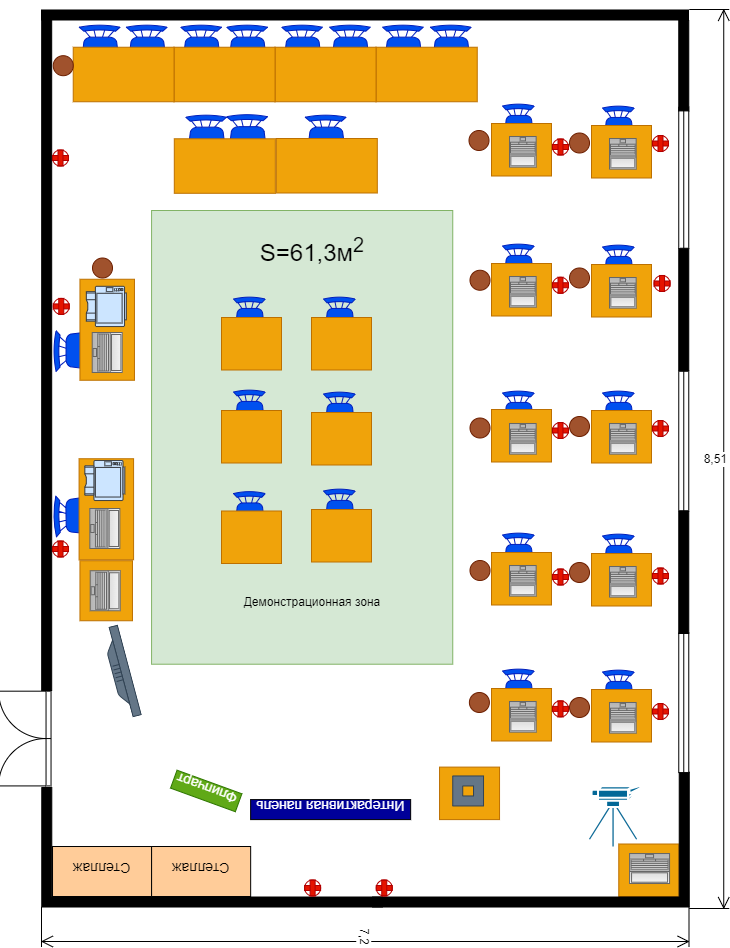 S=61,3м²
8,51
Демонстрационная зона
Флипчарт
Интерактивная панель
Стеллаж
Стеллаж
7,2